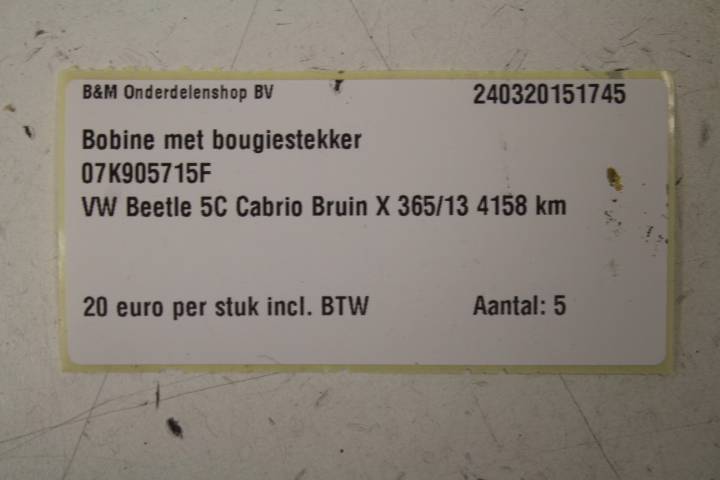 B&M Onderdelenshop BV 240320151745
Bobine met bougiestekker
07K905715F
VW Beetle 5C Cabrio Bruin X 365/13 4158 km
20 euro per stuk incl. BTW Aantal: 5